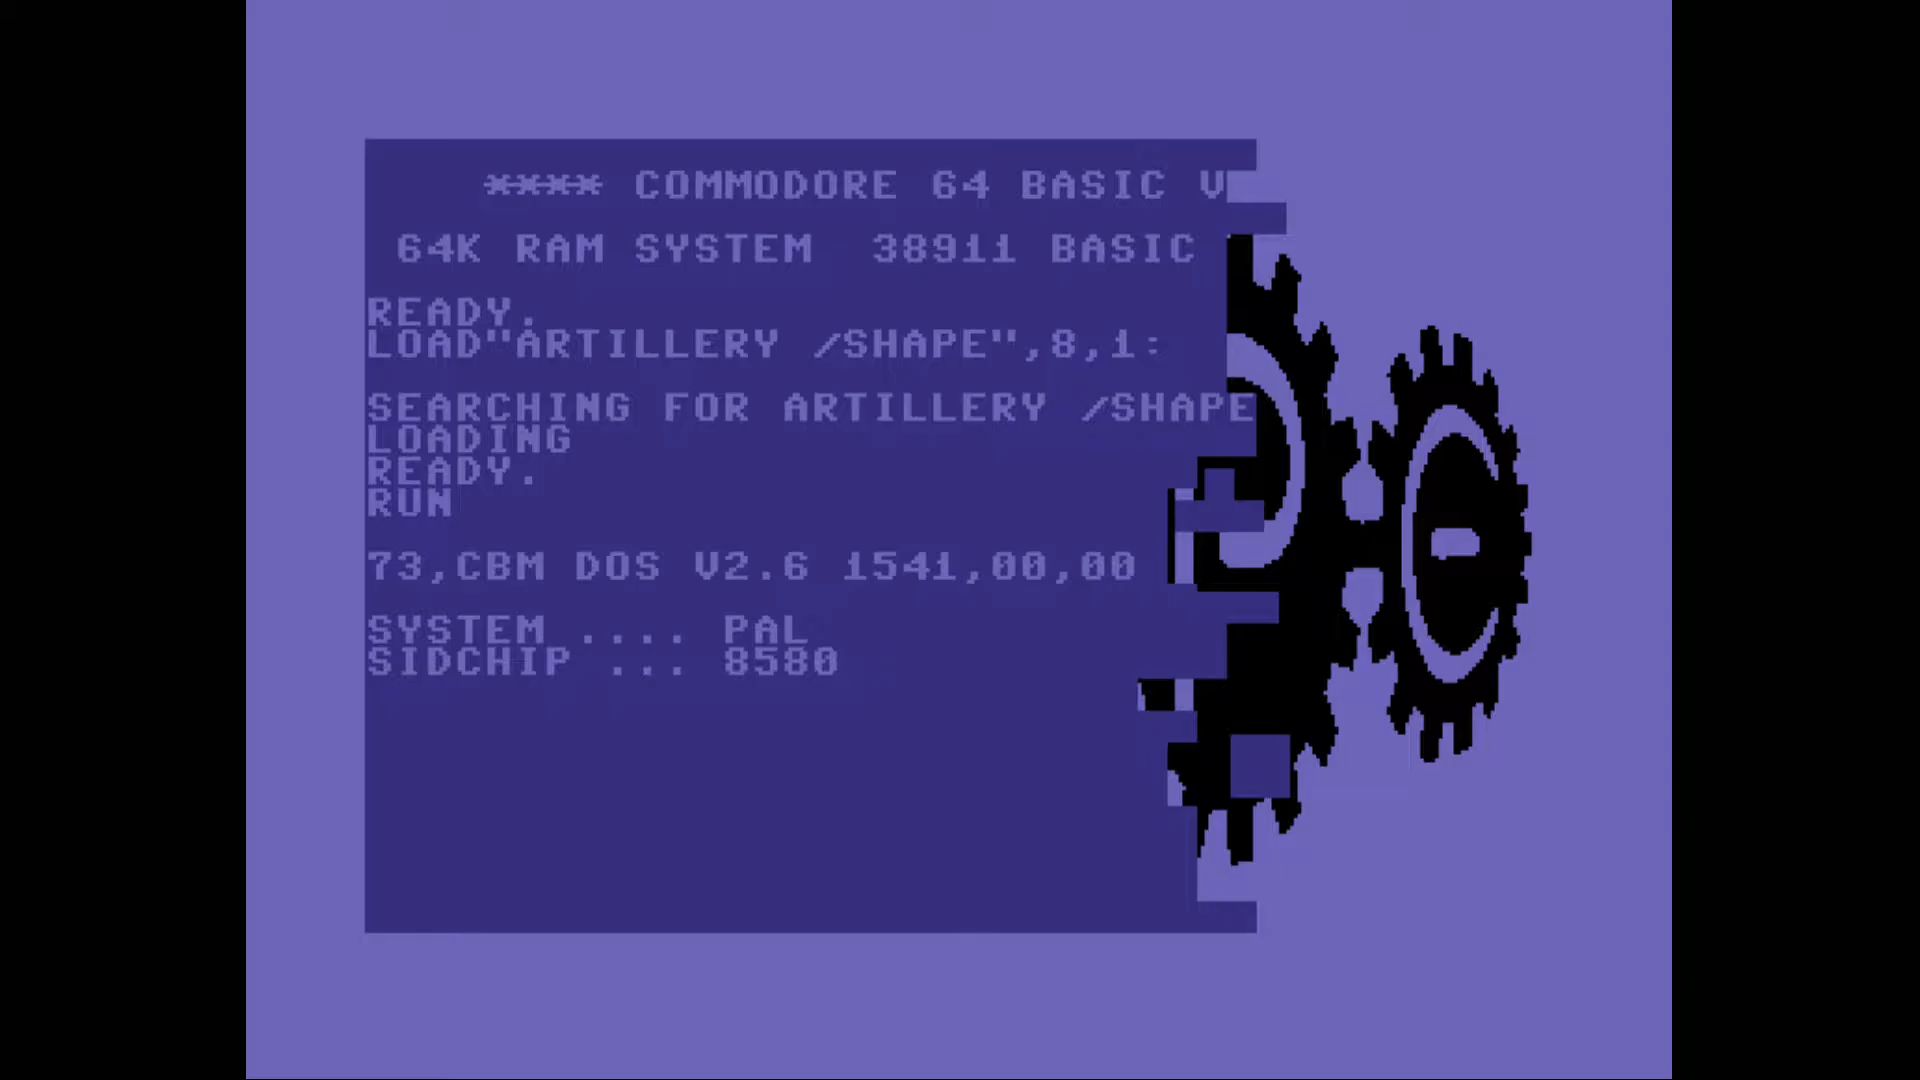 **** COMMODORE 64 BASIC V
64K RAM SYSTEM  38911 BASIC
READY.
LOAD"ARTILLERY /SHAPE",8,1:
SEARCHING FOR ARTILLERY /SHAPE
LOADING
READY.
RUN
73,CBM DOS V2.6 1541,00,00
SYSTEM .... PAL
SIDCHIP ... 8580